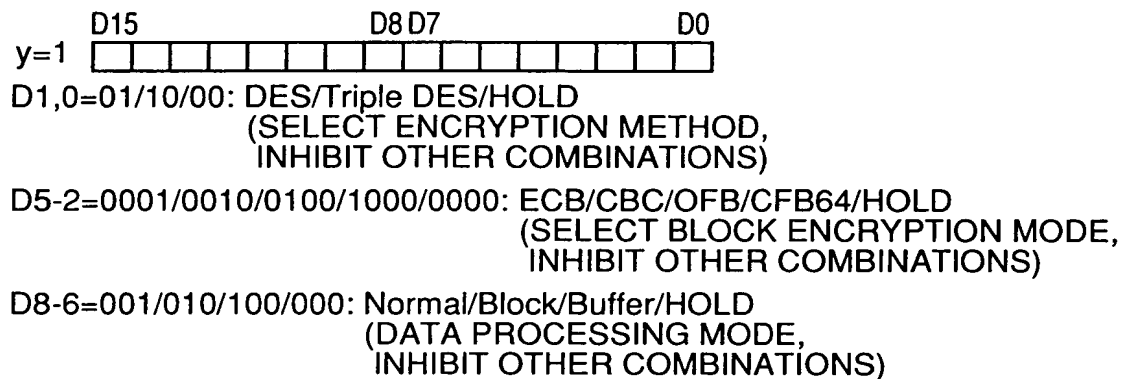 D15 D8 D7 D0
y=1
D1,0=01/10/00: DES/Triple DES/HOLD
(SELECT ENCRYPTION METHOD,
INHIBIT OTHER COMBINATIONS)
D5-2=0001/0010/0100/1000/0000: ECB/CBC/OFB/CFB64/HOLD
(SELECT BLOCK ENCRYPTION MODE,
INHIBIT OTHER COMBINATIONS)
D8-6=001/010/100/000: Normal/Block/Buffer/HOLD
(DATA PROCESSING MODE,
INHIBIT OTHER COMBINATIONS)